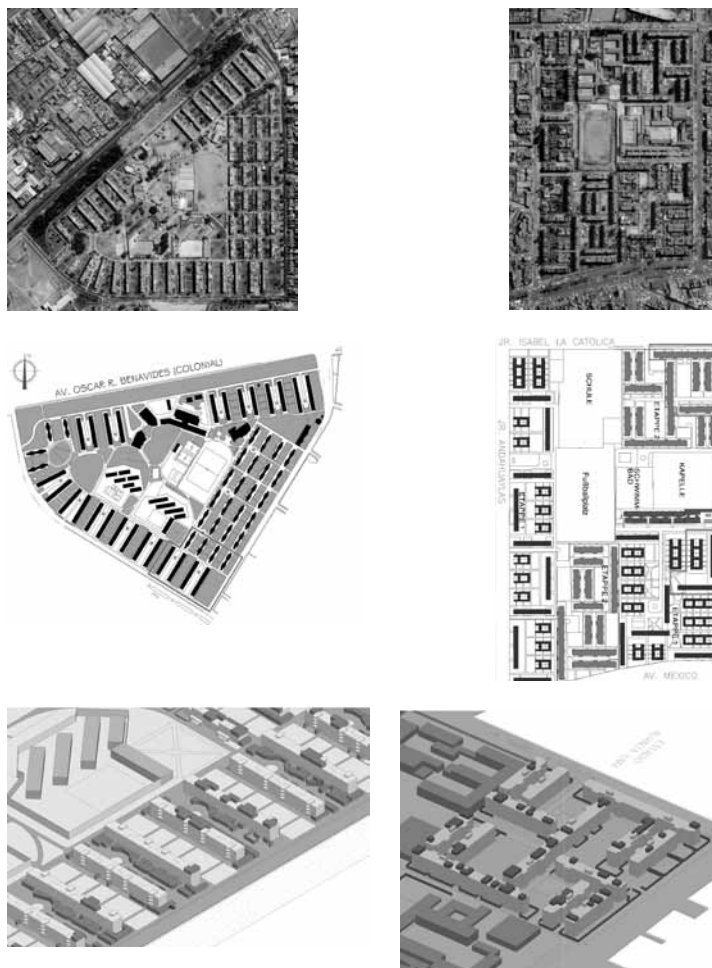 AV. OSCAR R. BENAVIDES (COLONIAL)
JR. ISABEL LA CATOLICA
JR. ANDAHUAYLAS
SCHULE
ETAPPE 2
KAPELLE
SCHWIMM
BAD
Fußballplatz
ETAPPE 1
ETAPPE 2
ETAPPE 1
AV. MEXICO